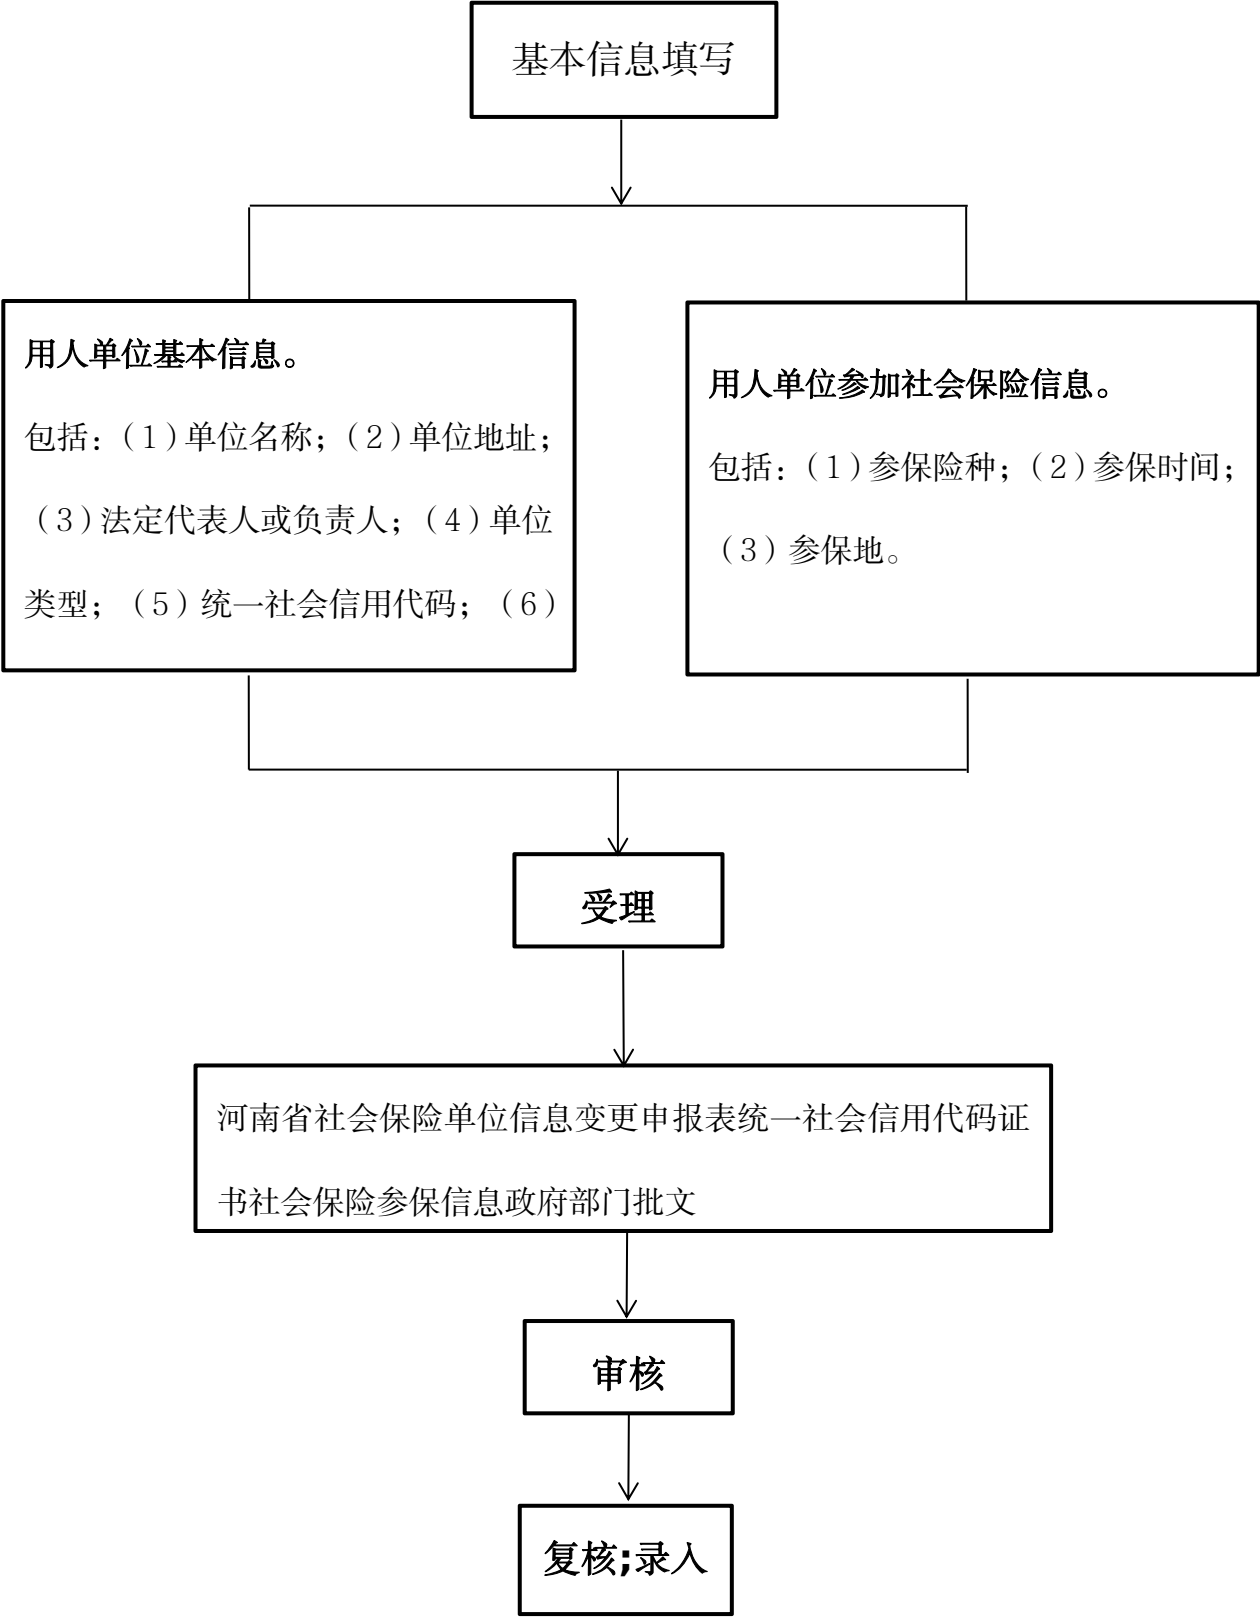 基本信息填写
用人单位基本信息。
包括：（1）单位名称；（2）单位地址；
（3）法定代表人或负责人；（4）单位
类型；（5）统一社会信用代码；（6）
用人单位参加社会保险信息。
包括：（1）参保险种；（2）参保时间；
（3）参保地。
受理
河南省社会保险单位信息变更申报表统一社会信用代码证
书社会保险参保信息政府部门批文
审核
复核;录入